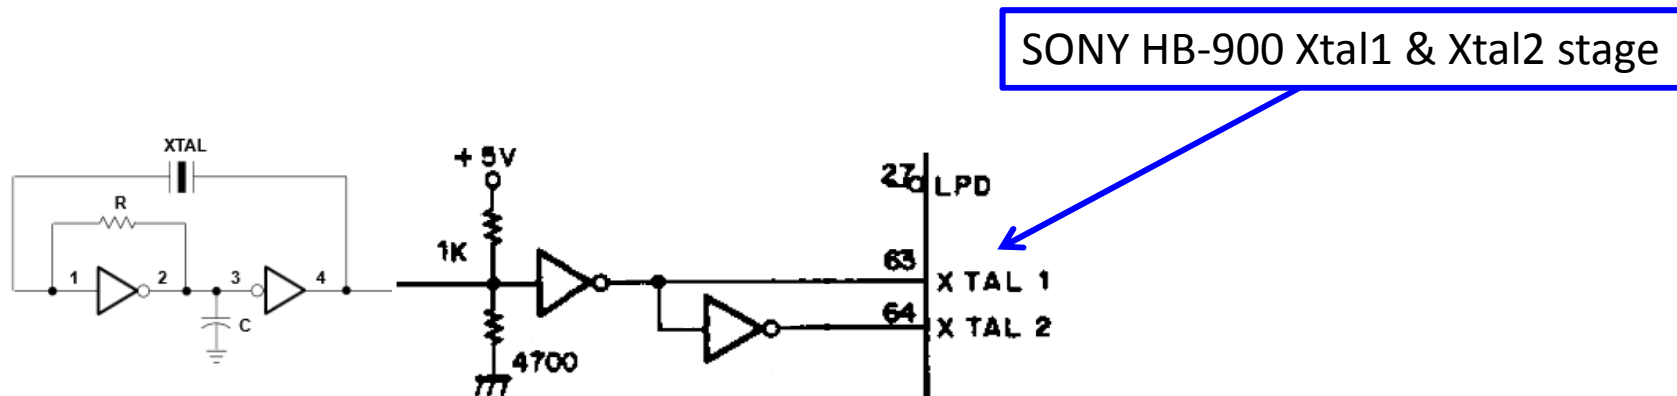 SONY HB-900 Xtal1 & Xtal2 stage
XTAL
R
1
2
3
4
C
+ 5V
1K
4700
27
LPD
63
X TAL 1
64
X TAL 2